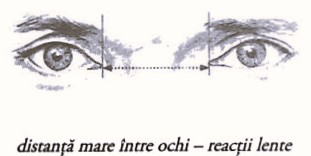 distanță mare între ochi – reacții lente